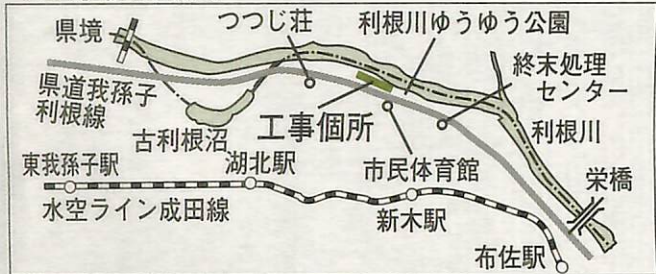 県境
つつじ荘
利根川ゆうゆう公園
終末処理
センター
県道我孫子
利根線
古利根沼
工事個所
利根川
市民体育館
東我孫子駅
湖北駅
栄橋
水空ライン成田線
新木駅
布佐駅